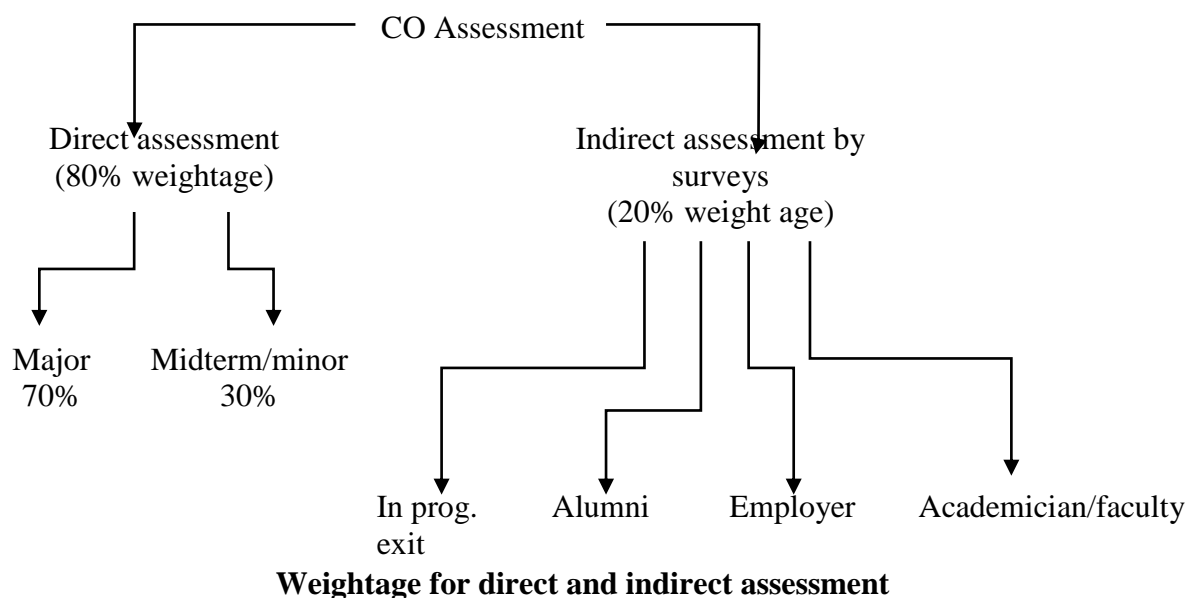 CO Assessment
Direct assessment
(80% weightage)
Indirect assessment by
surveys
(20% weight age)
Major
70%
Midterm/minor
30%
In prog.
exit
Alumni
Employer
Academician/faculty
Weightage for direct and indirect assessment